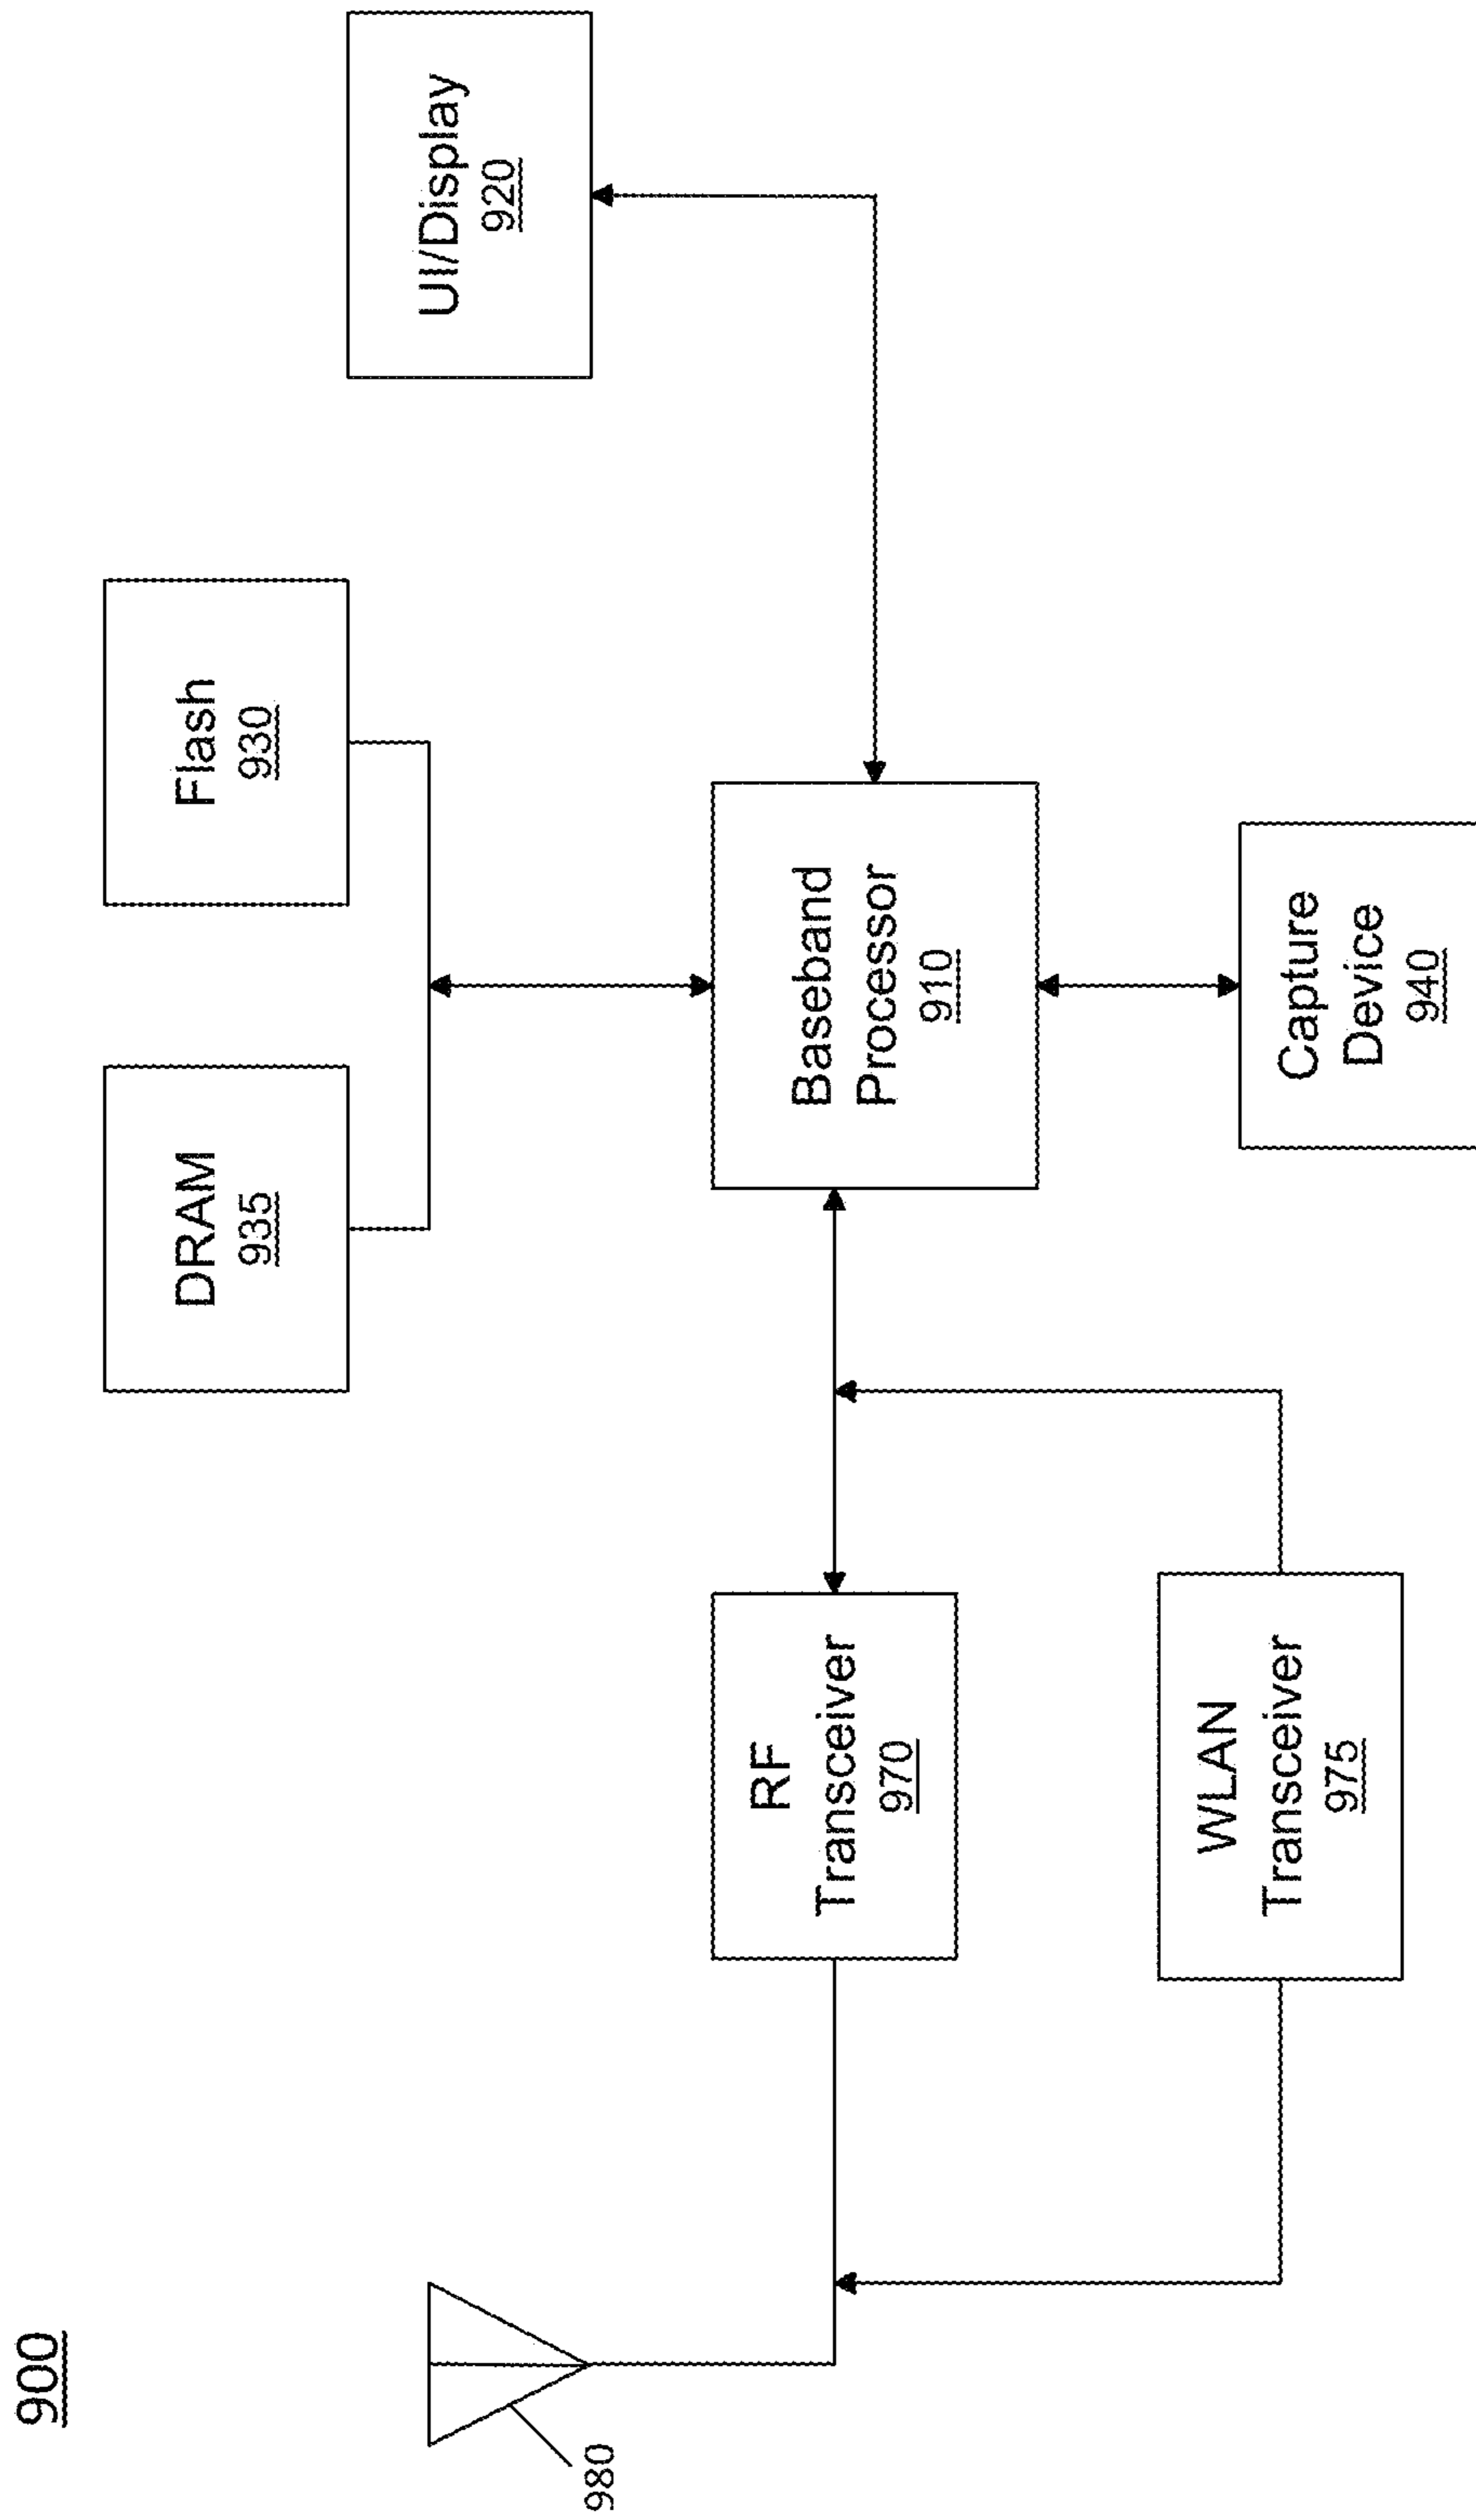 900
DRAM
935
Flash
930
UI/Display
920
980
RF
Transceiver
970
Baseband
Processor
910
WLAN
Transceiver
975
Capture
Device
940